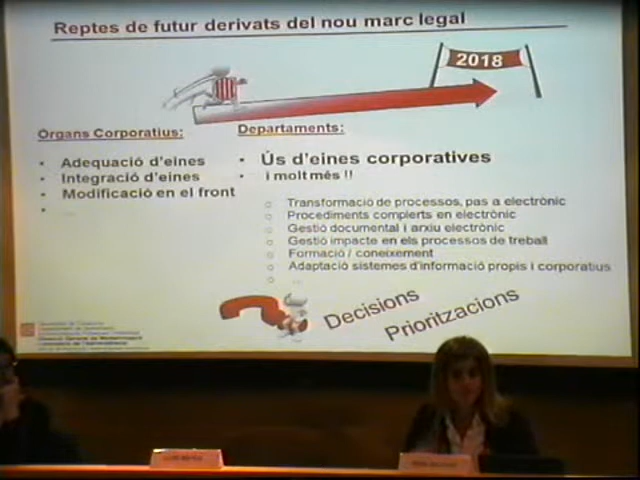 Reptes de futur derivats del nou marc legal
2018
Òrgans Corporatius:
• Adequació d'eines
• Integració d'eines
• Modificació en el front
• ...
Departaments:
• Ús d'eines corporatives
• i molt més !!
o Transformació de processos, pas a electrònic
o Procediments complerts en electrònic
o Gestió documental i arxiu electrònic
o Gestió impacte en els processos de treball
o Formació / coneixement
o Adaptació sistemes d'informació propis i corporatius
o ...
Decisions
Prioritzacions